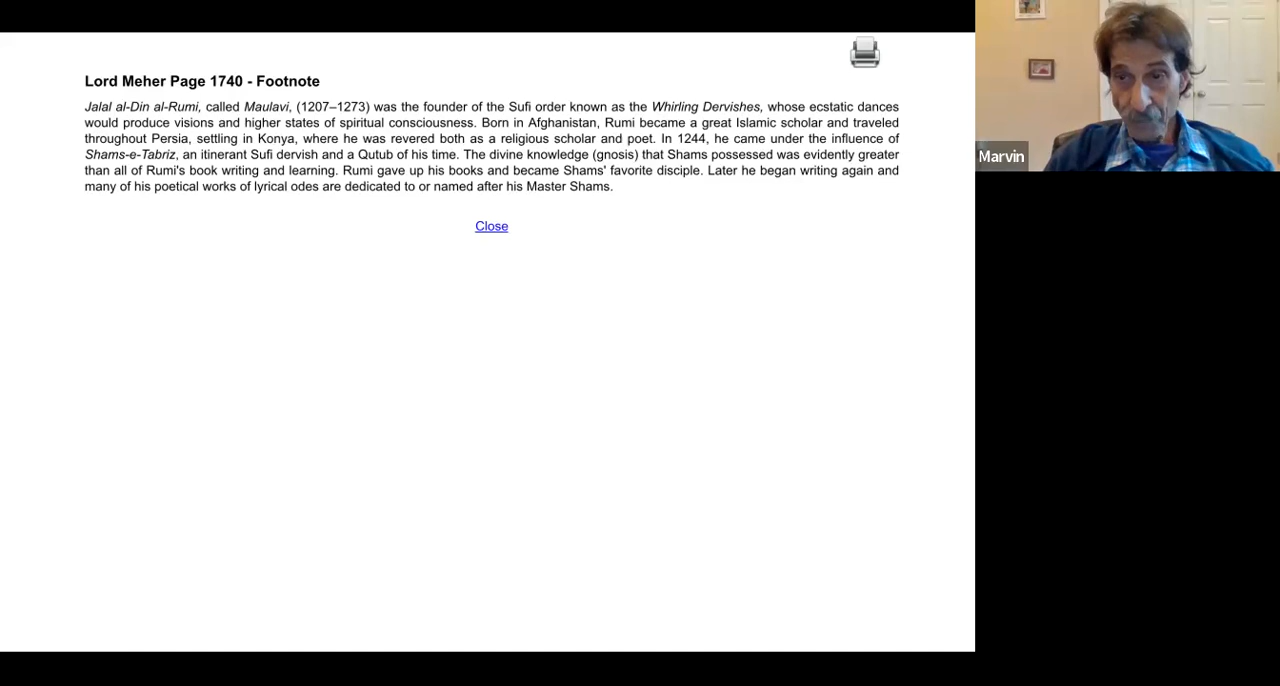 Lord Meher Page 1740 - Footnote
Jalal al-Din al-Rumi, called Maulavi, (1207–1273) was the founder of the Sufi order known as the Whirling Dervishes, whose ecstatic dances
would produce visions and higher states of spiritual consciousness. Born in Afghanistan, Rumi became a great Islamic scholar and traveled
throughout Persia, settling in Konya, where he was revered both as a religious scholar and poet. In 1244, he came under the influence of
Shams-e-Tabriz, an itinerant Sufi dervish and a Qutub of his time. The divine knowledge (gnosis) that Shams possessed was evidently greater
than all of Rumi's book writing and learning. Rumi gave up his books and became Shams' favorite disciple. Later he began writing again and
many of his poetical works of lyrical odes are dedicated to or named after his Master Shams.
Close
Marvin